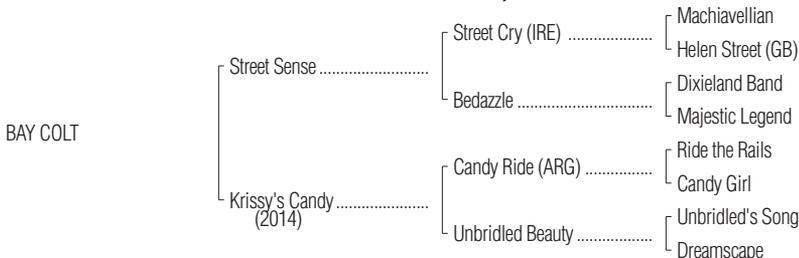 Machiavellian
Street Cry (IRE) ....................
Helen Street (GB)
Street Sense ..........................
Dixieland Band
Bedazzle ................................
Majestic Legend
BAY COLT
Ride the Rails
Candy Ride (ARG) ................
Candy Girl
Krissy's Candy ......................
(2014)
Unbridled's Song
Unbridled Beauty ..................
Dreamscape